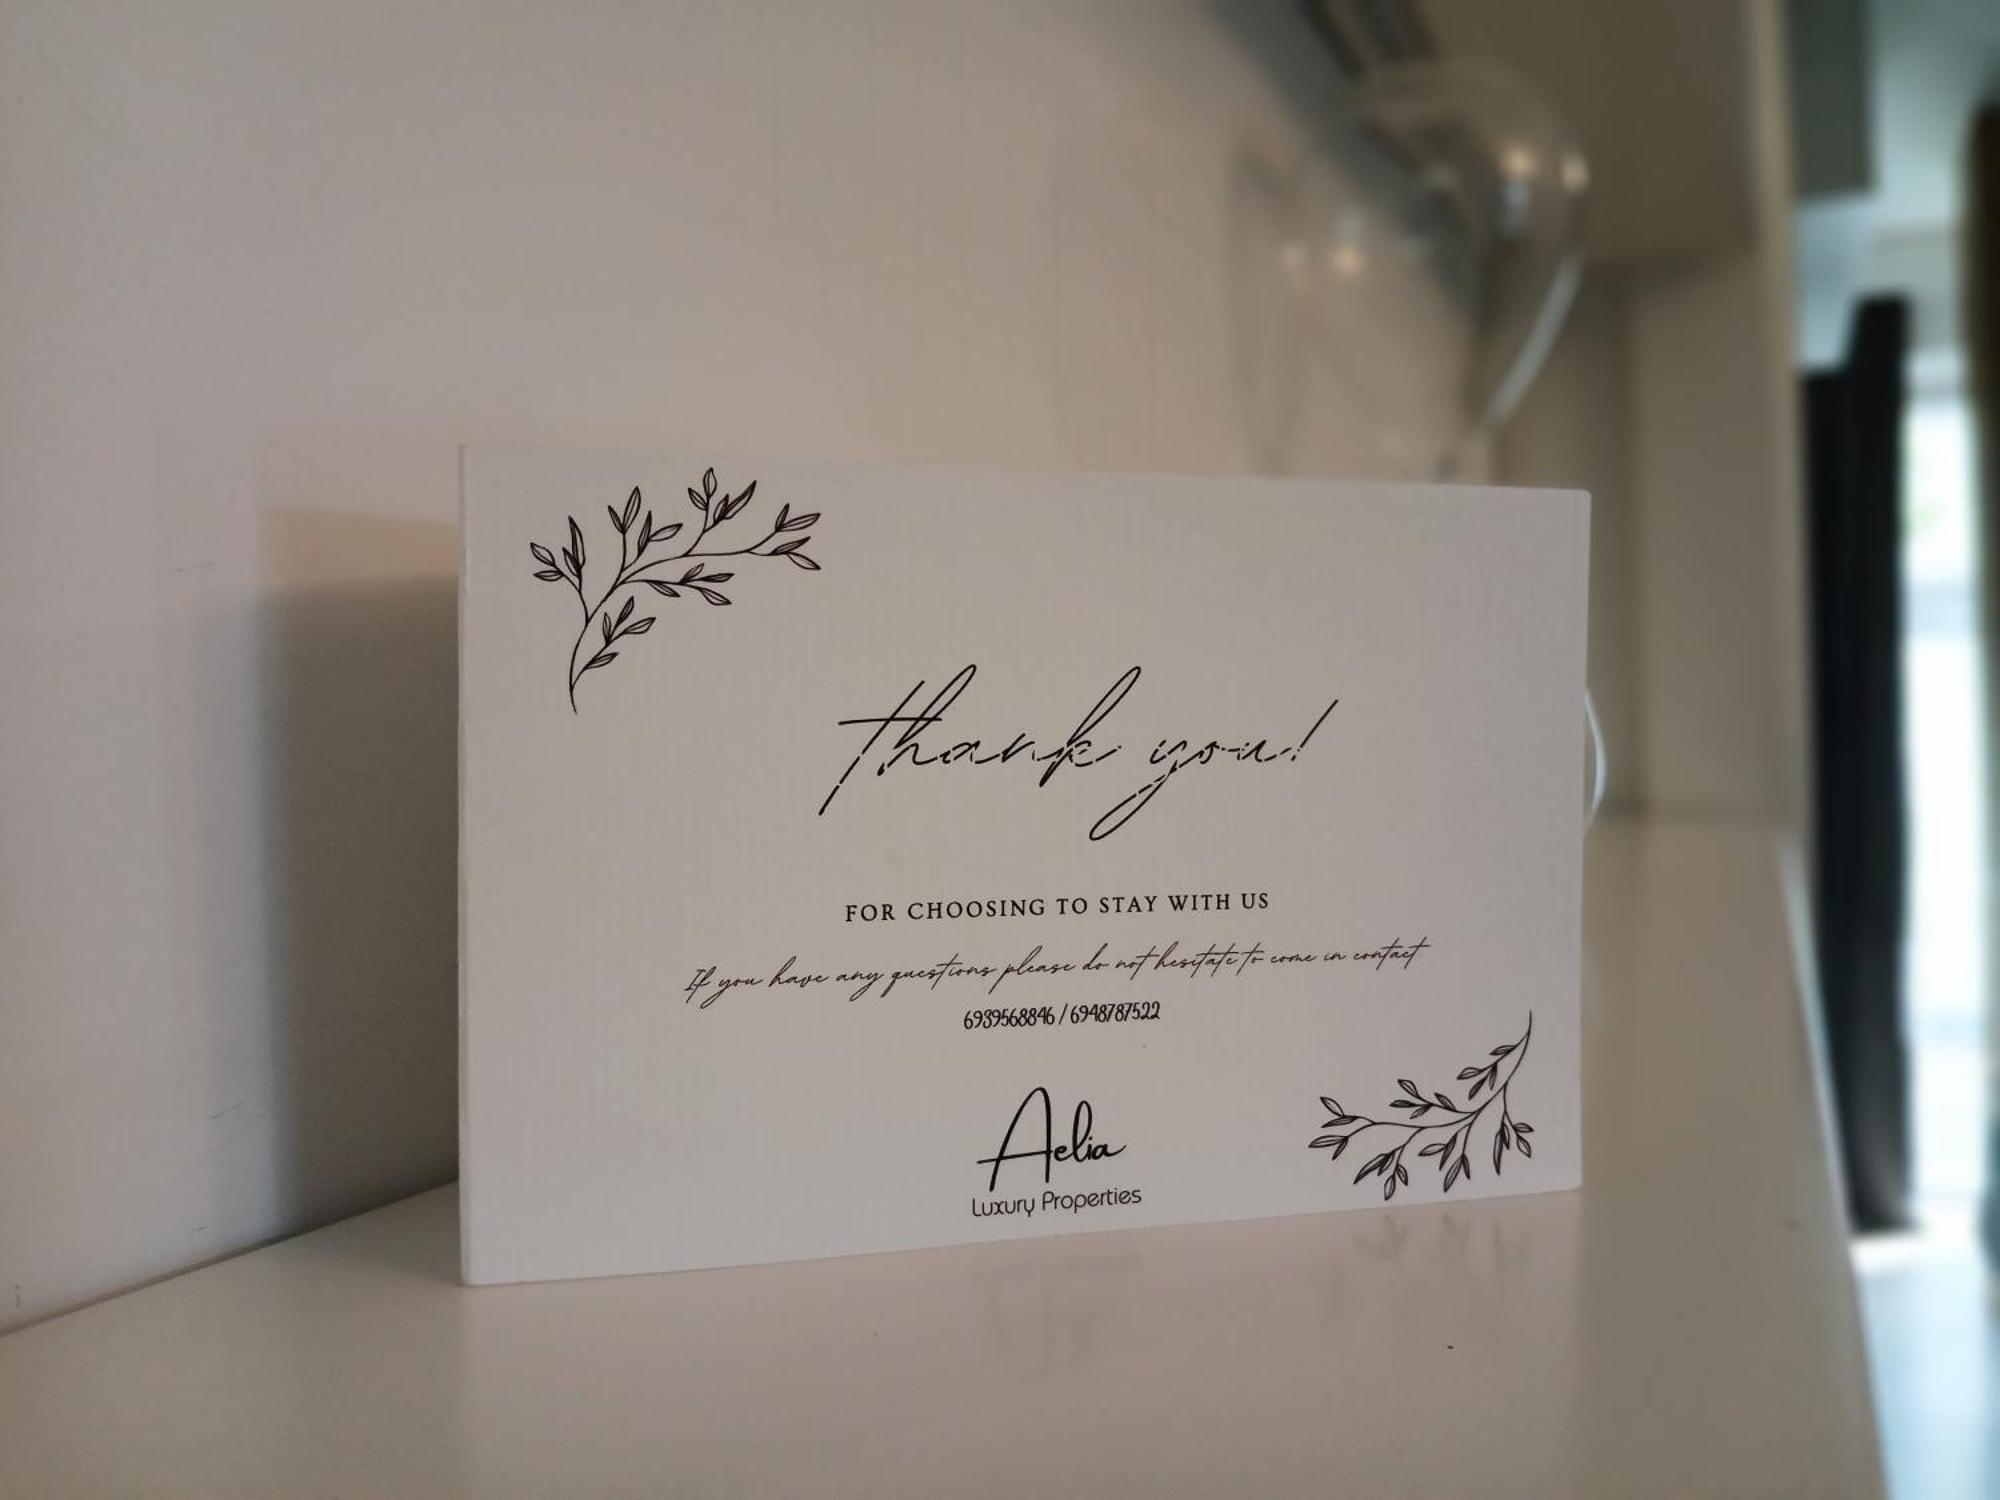 thank you!
FOR CHOOSING TO STAY WITH US
If you have any questions please do not hesitate to come in contact
6939568846 / 6948787522
Aelia
Luxury Properties